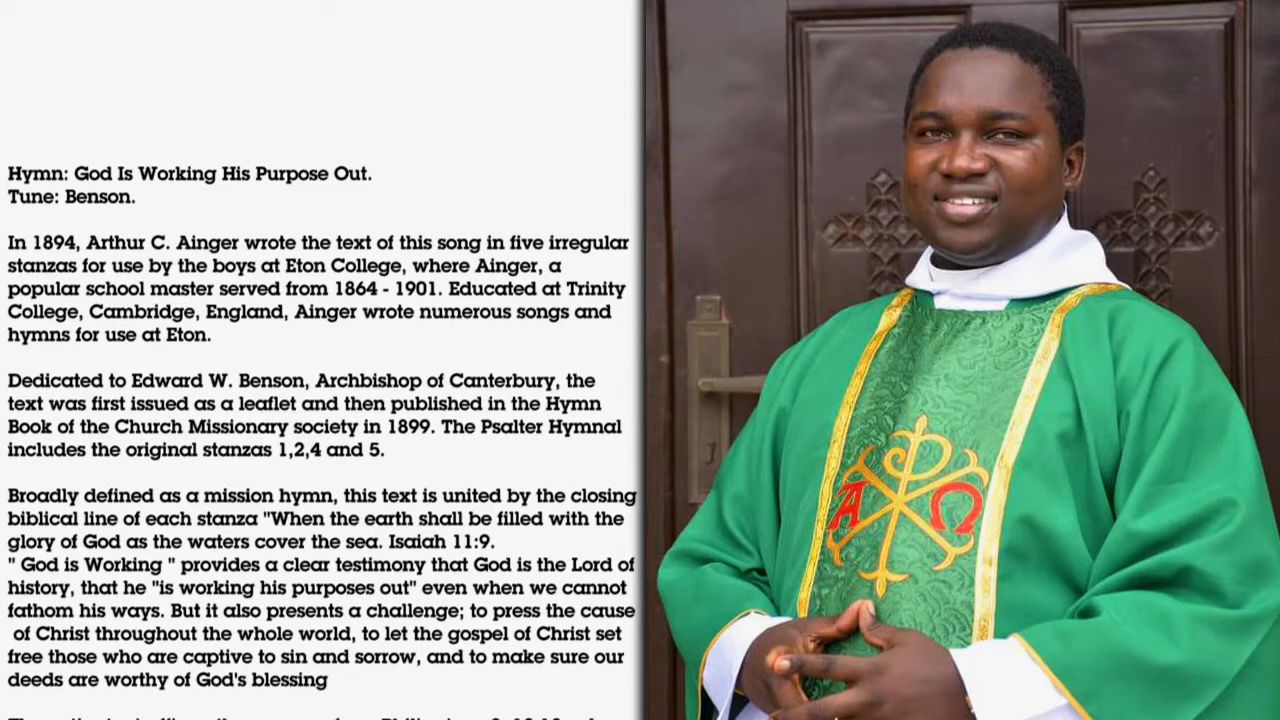 Hymn: God Is Working His Purpose Out.
Tune: Benson.
In 1894, Arthur C. Ainger wrote the text of this song in five irregular
stanzas for use by the boys at Eton College, where Ainger, a
popular school master served from 1864 - 1901. Educated at Trinity
College, Cambridge, England, Ainger wrote numerous songs and
hymns for use at Eton.
Dedicated to Edward W. Benson, Archbishop of Canterbury, the
text was first issued as a leaflet and then published in the Hymn
Book of the Church Missionary society in 1899. The Psalter Hymnal
includes the original stanzas 1,2,4 and 5.
Broadly defined as a mission hymn, this text is united by the closing
biblical line of each stanza "When the earth shall be filled with the
glory of God as the waters cover the sea. Isaiah 11:9.
" God is Working " provides a clear testimony that God is the Lord of
history, that he "is working his purposes out" even when we cannot
fathom his ways. But it also presents a challenge; to press the cause
of Christ throughout the whole world, to let the gospel of Christ set
free those who are captive to sin and sorrow, and to make sure our
deeds are worthy of God's blessing
Α Ω